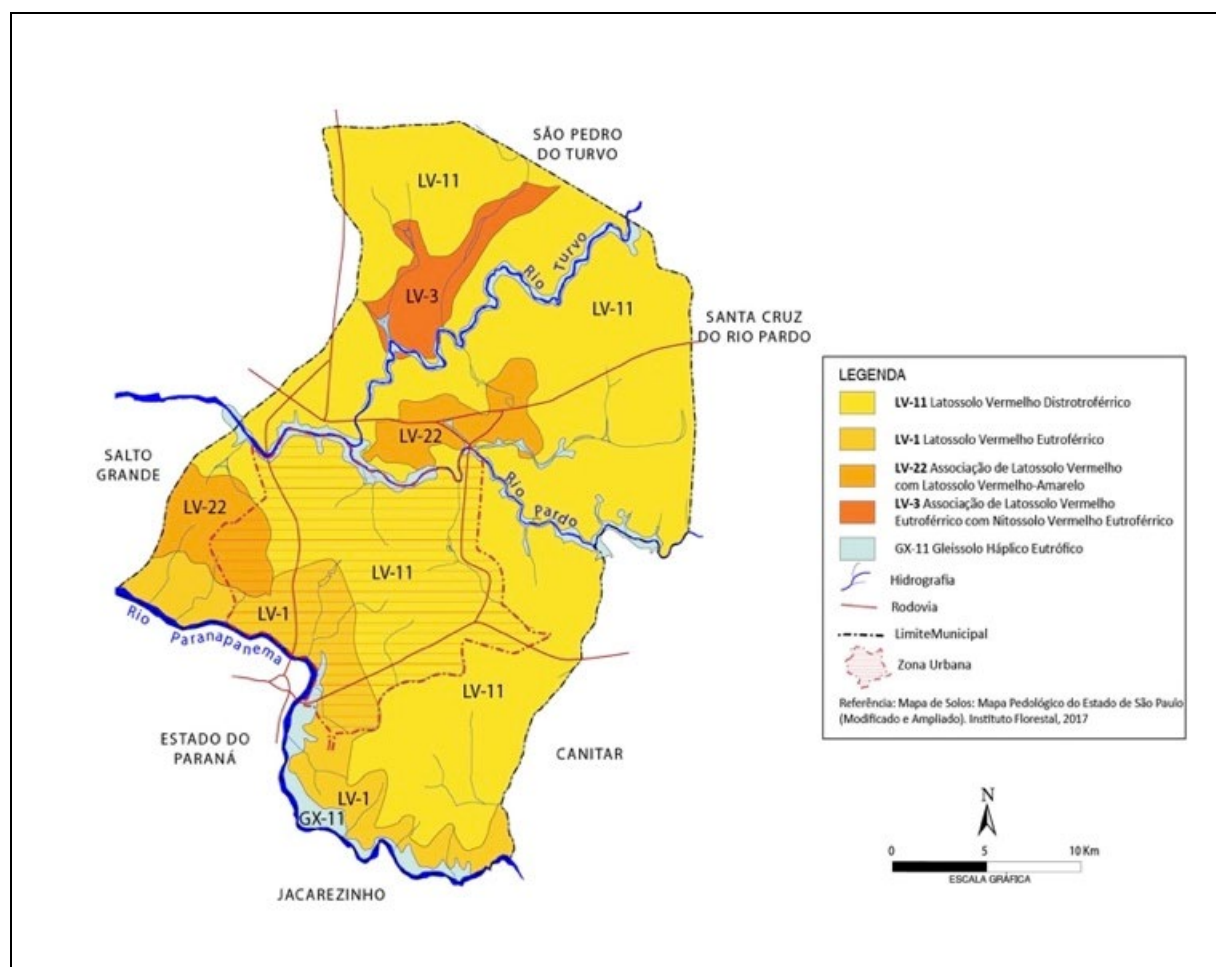 SÃO PEDRO
DO TURVO
LV-11
Rio Turvo
LV-3
LV-11
SANTA CRUZ
DO RIO PARDO
LV-22
SALTO
GRANDE
LV-22
Rio Pardo
LV-11
LV-1
Rio Paranapanema
LV-11
ESTADO DO
PARANÁ
CANITAR
LV-1
GX-11
JACAREZINHO
LEGENDA
LV-11 Latossolo Vermelho Distrotroférrico
LV-1 Latossolo Vermelho Eutroférrico
LV-22 Associação de Latossolo Vermelho
com Latossolo Vermelho-Amarelo
LV-3 Associação de Latossolo Vermelho
Eutroférrico com Nitossolo Vermelho Eutroférrico
GX-11 Gleissolo Háplico Eutrófico
Hidrografia
Rodovia
LimiteMunicipal
Zona Urbana
Referência: Mapa de Solos: Mapa Pedológico do Estado de São Paulo
(Modificado e Ampliado). Instituto Florestal, 2017
N
0 5 10 Km
ESCALA GRÁFICA